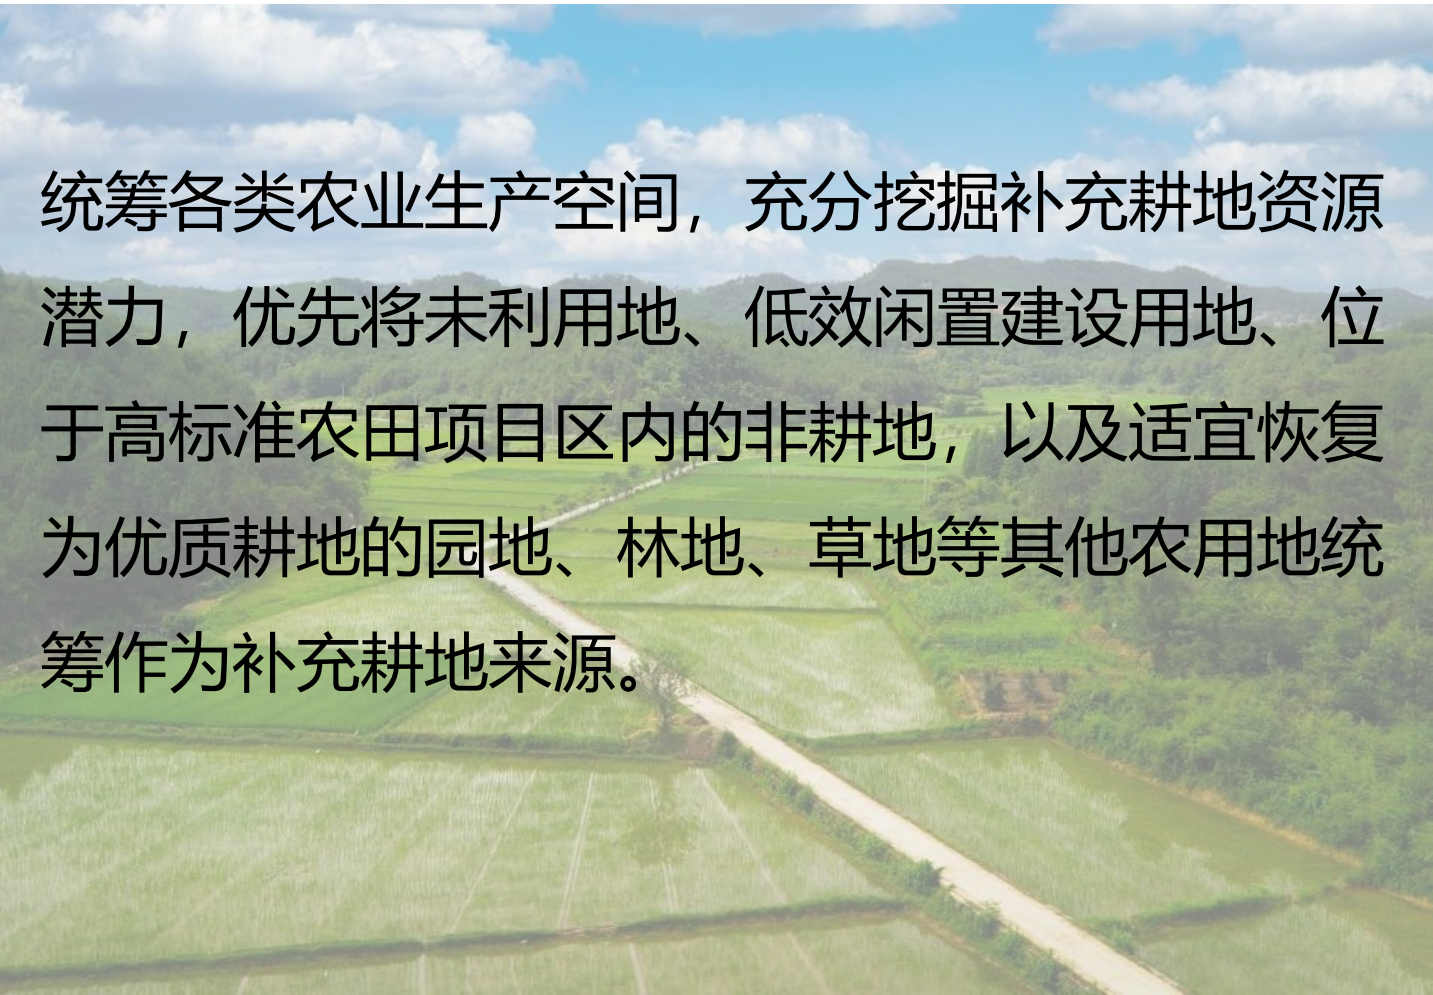 统筹各类农业生产空间，充分挖掘补充耕地资源
潜力，优先将未利用地、低效闲置建设用地、位
于高标准农田项目区内的非耕地，以及适宜恢复
为优质耕地的园地、林地、草地等其他农用地统
筹作为补充耕地来源。